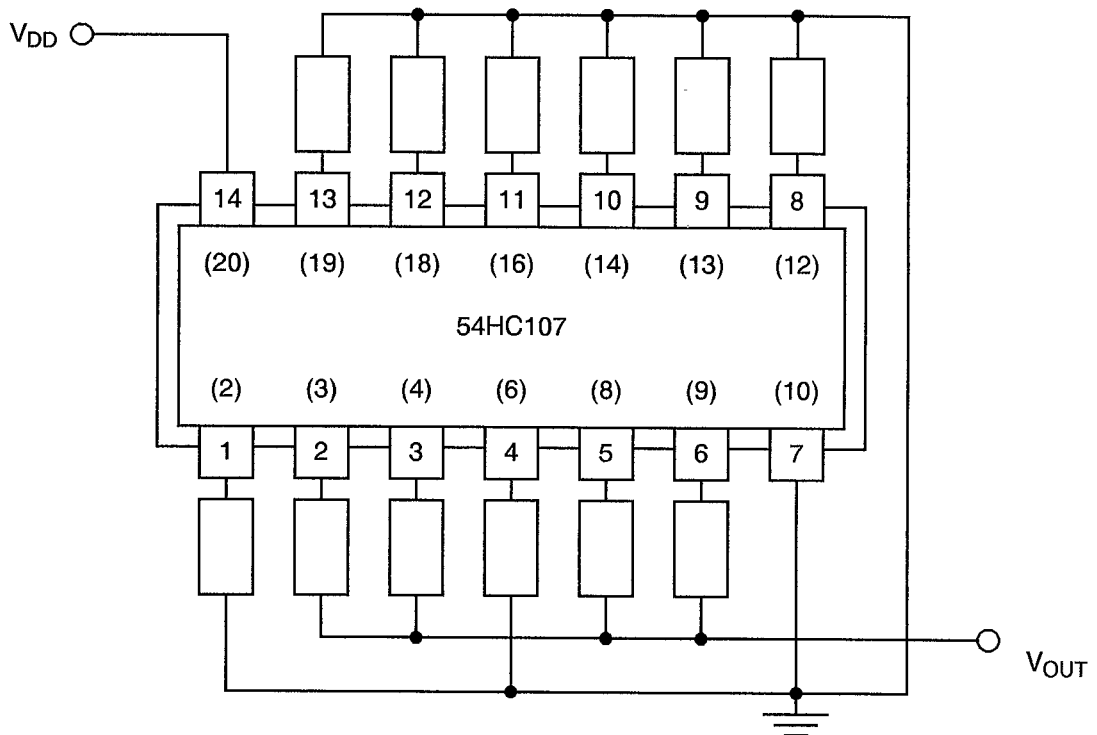 VDD
14 13 12 11 10 9 8
(20) (19) (18) (16) (14) (13) (12)
54HC107
(2) (3) (4) (6) (8) (9) (10)
1 2 3 4 5 6 7
VOUT